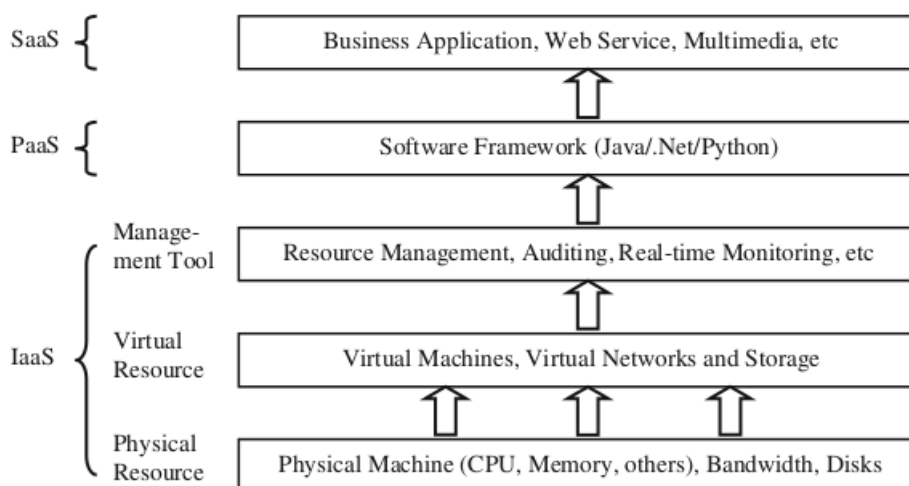 SaaS
Business Application, Web Service, Multimedia, etc
PaaS
Software Framework (Java/.Net/Python)
Manage-
ment Tool
Resource Management, Auditing, Real-time Monitoring, etc
IaaS
Virtual
Resource
Virtual Machines, Virtual Networks and Storage
Physical
Resource
Physical Machine (CPU, Memory, others), Bandwidth, Disks